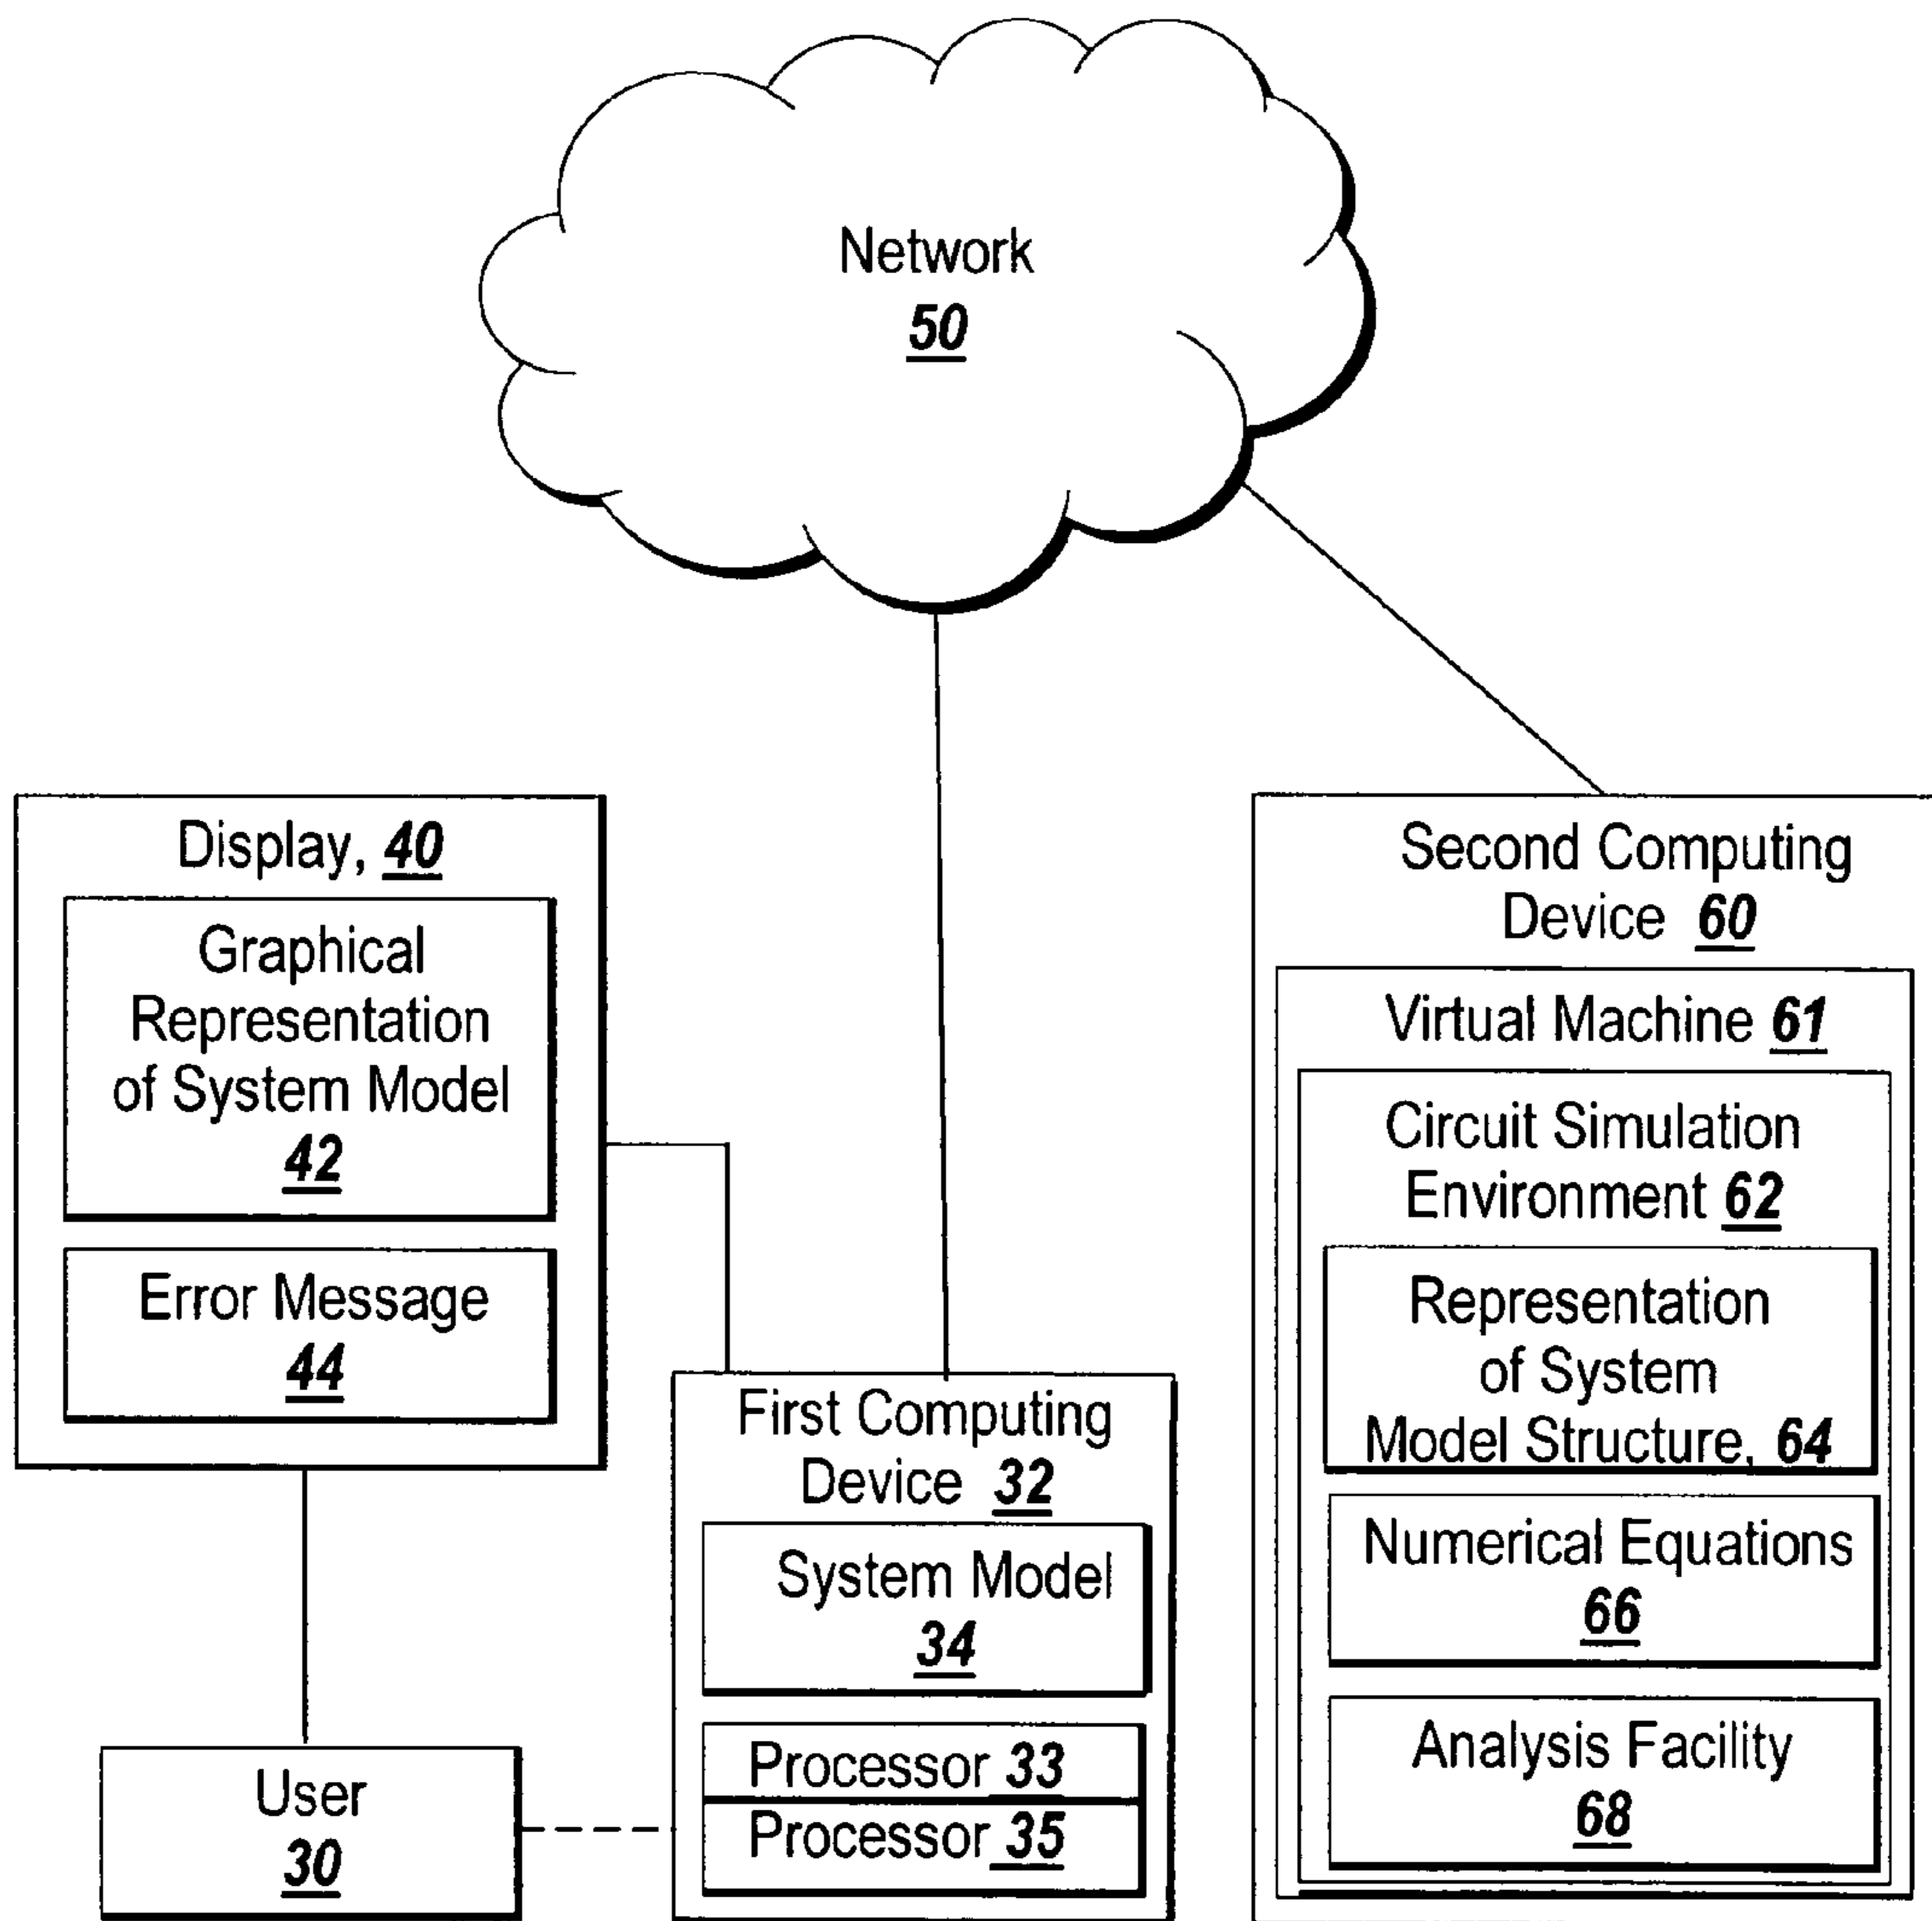 Network
50
Display, 40
Graphical
Representation
of System Model
42
Error Message
44
User
30
First Computing
Device 32
System Model
34
Processor 33
Processor 35
Second Computing
Device 60
Virtual Machine 61
Circuit Simulation
Environment 62
Representation
of System
Model Structure, 64
Numerical Equations
66
Analysis Facility
68